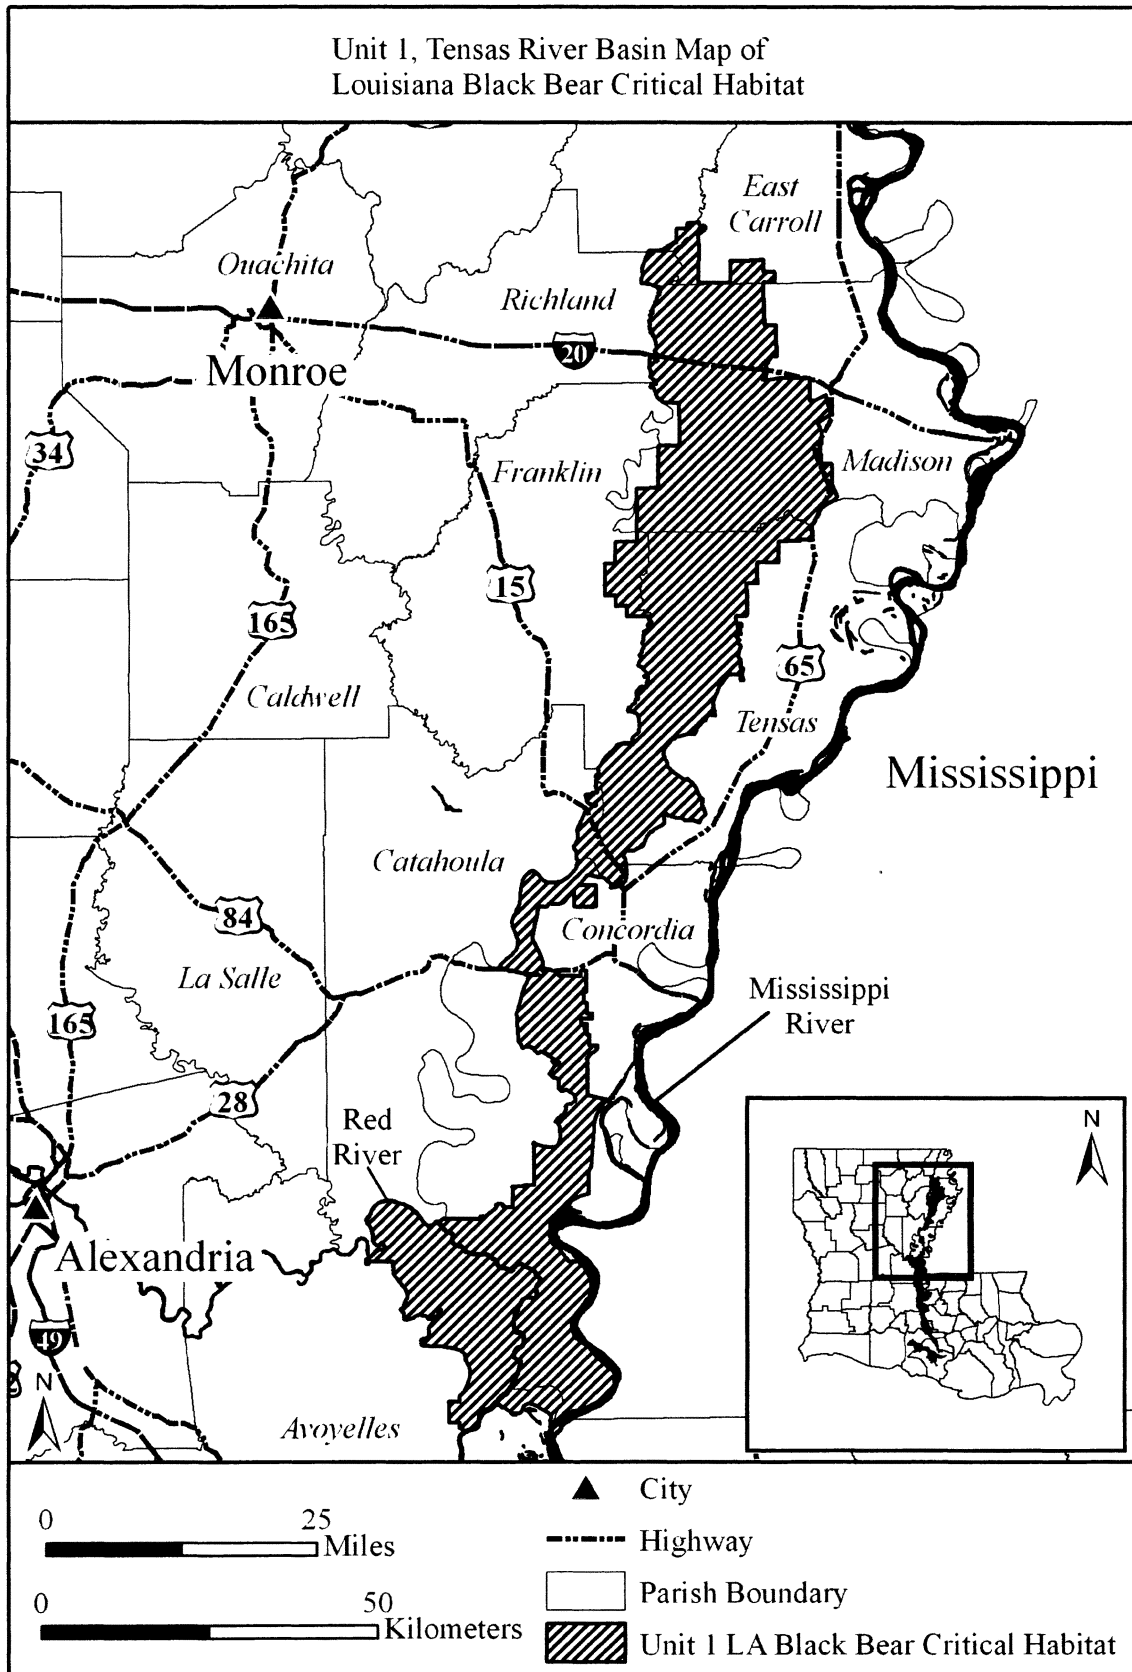 Unit 1, Tensas River Basin Map of
Louisiana Black Bear Critical Habitat
East
Carroll
Ouachita
Richland
20
Monroe
34
Franklin
Madison
15
165
65
Caldwell
Tensas
Mississippi
Catahoula
84
Concordia
La Salle
Mississippi
River
165
28
Red
River
N
Alexandria
49
N
Avoyelles
City
0 25
Miles
Highway
Parish Boundary
0 50
Kilometers
Unit 1 LA Black Bear Critical Habitat